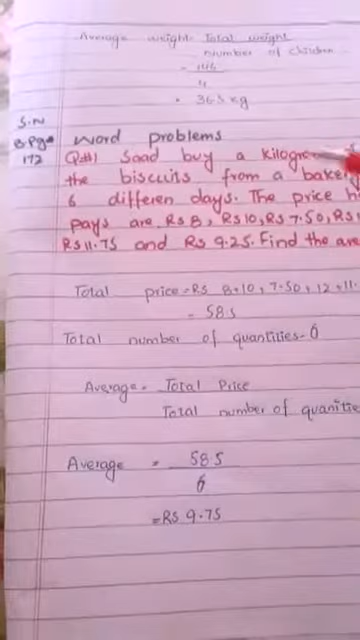 Average weight- Total weight
number of children
- 146
4
= 36.5 kg
S.N
B.Pg#
172
word problems
Q#1 Saad buy a kilogra
the biscuits from a baker
6 differen days. The price h
pays are Rs 8, Rs 10, Rs 7.50, Rs
Rs 11.75 and Rs 9.25. Find the ave
Total price = Rs 8+10, 7.50, 12+11.
= 58.5
Total number of quantities- 6
Average = Total Price
Total number of quanitie
Average = 58.5
6
= Rs 9.75